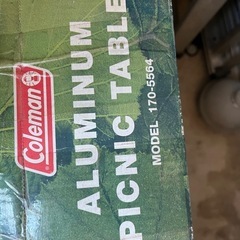 Coleman
ALUMINUM
PICNIC TABLE
MODEL 170-5564